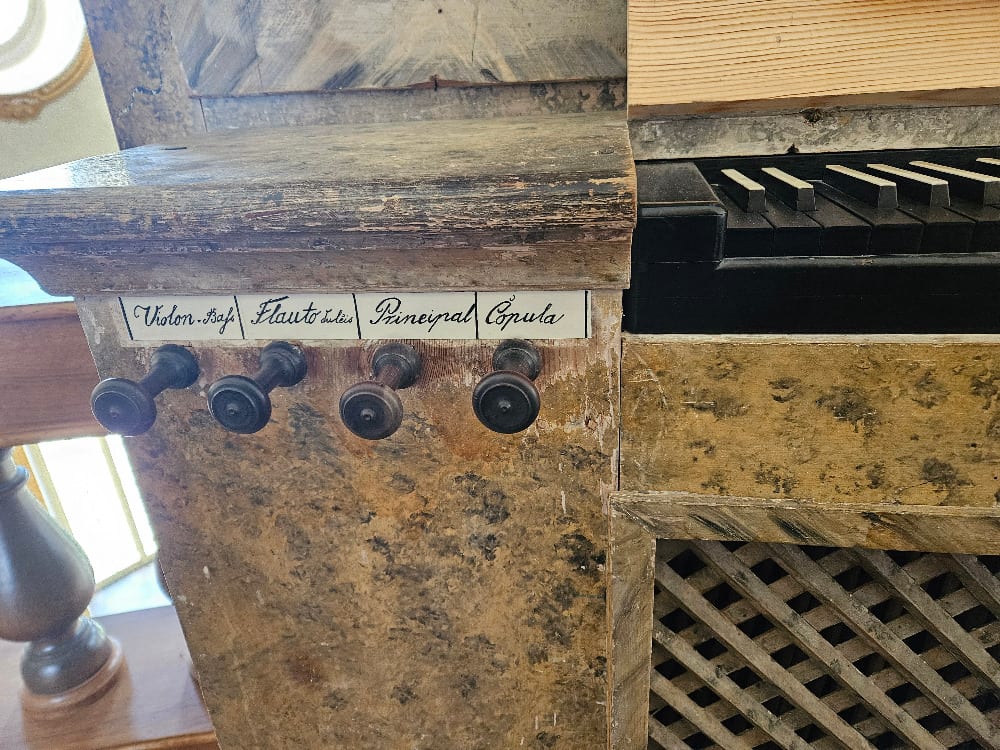 Violon-Baſs
Flauto dulcis
Principal
Copula